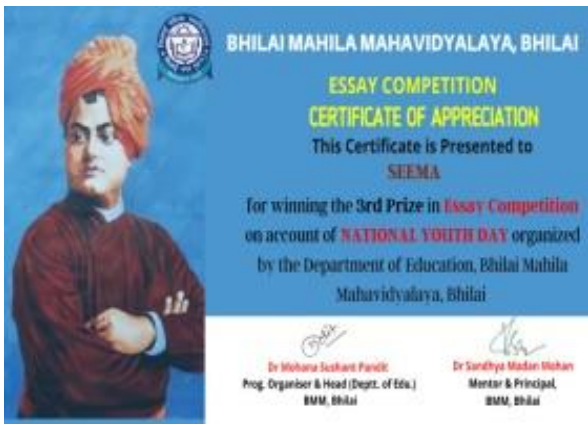 BHILAI MAHILA MAHAVIDYALAYA, BHILAI
ESSAY COMPETITION
CERTIFICATE OF APPRECIATION
This Certificate is Presented to
SEEMA
for winning the 3rd Prize in Essay Competition
on account of NATIONAL YOUTH DAY organized
by the Department of Education, Bhilai Mahila
Mahavidyalaya, Bhilai
Dr Mohana Sushant Pandit
Prog. Organiser & Head (Deptt. of Edu.)
BMM, Bhilai
Dr Sandhya Madan Mohan
Mentor & Principal,
BMM, Bhilai